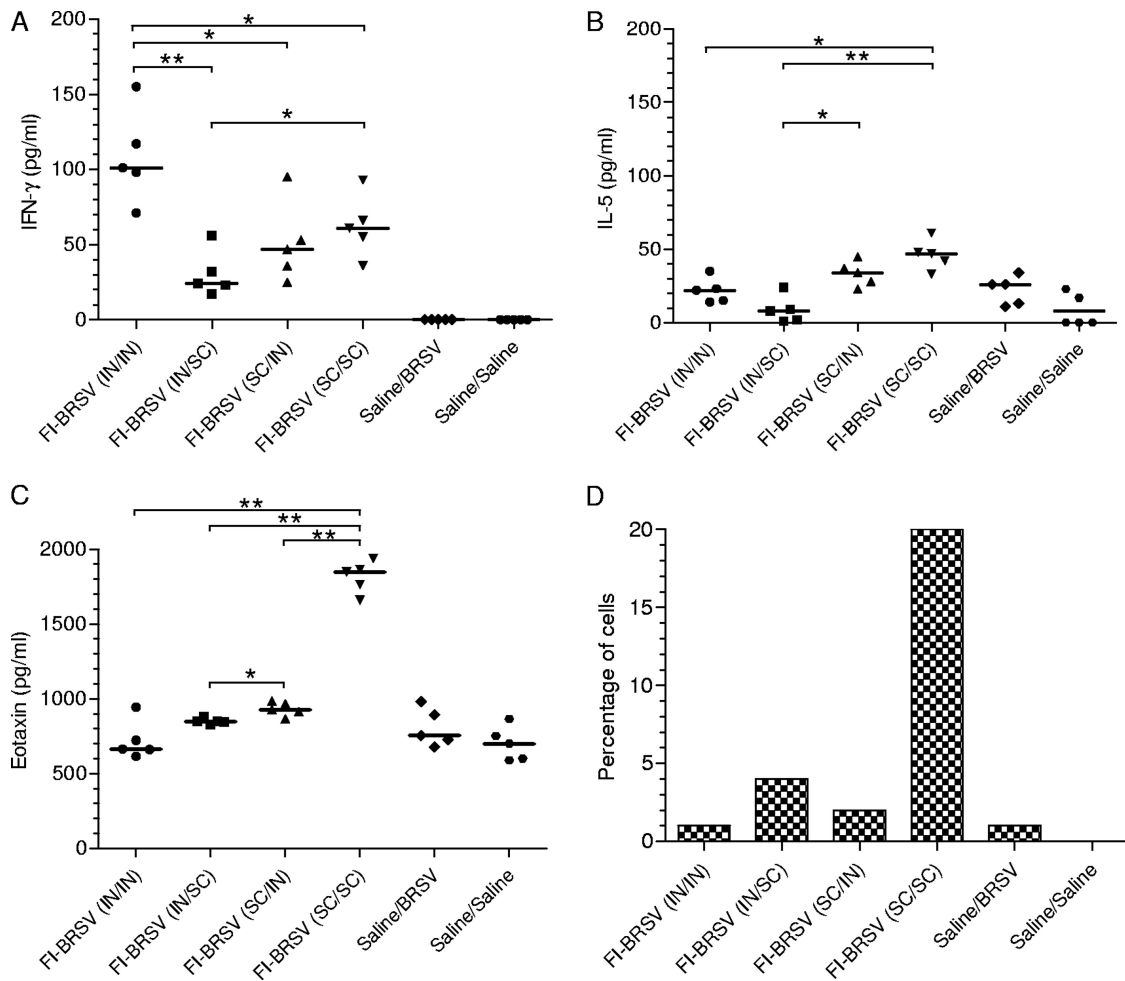 A
IFN-γ (pg/ml)
200
150
100
50
0
*
*
**
*
FI-BRSV (IN/IN)
FI-BRSV (IN/SC)
FI-BRSV (SC/IN)
FI-BRSV (SC/SC)
Saline/BRSV
Saline/Saline
B
IL-5 (pg/ml)
200
150
100
50
0
*
**
*
FI-BRSV (IN/IN)
FI-BRSV (IN/SC)
FI-BRSV (SC/IN)
FI-BRSV (SC/SC)
Saline/BRSV
Saline/Saline
C
Eotaxin (pg/ml)
2000
1500
1000
500
0
**
**
**
*
FI-BRSV (IN/IN)
FI-BRSV (IN/SC)
FI-BRSV (SC/IN)
FI-BRSV (SC/SC)
Saline/BRSV
Saline/Saline
D
Percentage of cells
20
15
10
5
0
FI-BRSV (IN/IN)
FI-BRSV (IN/SC)
FI-BRSV (SC/IN)
FI-BRSV (SC/SC)
Saline/BRSV
Saline/Saline